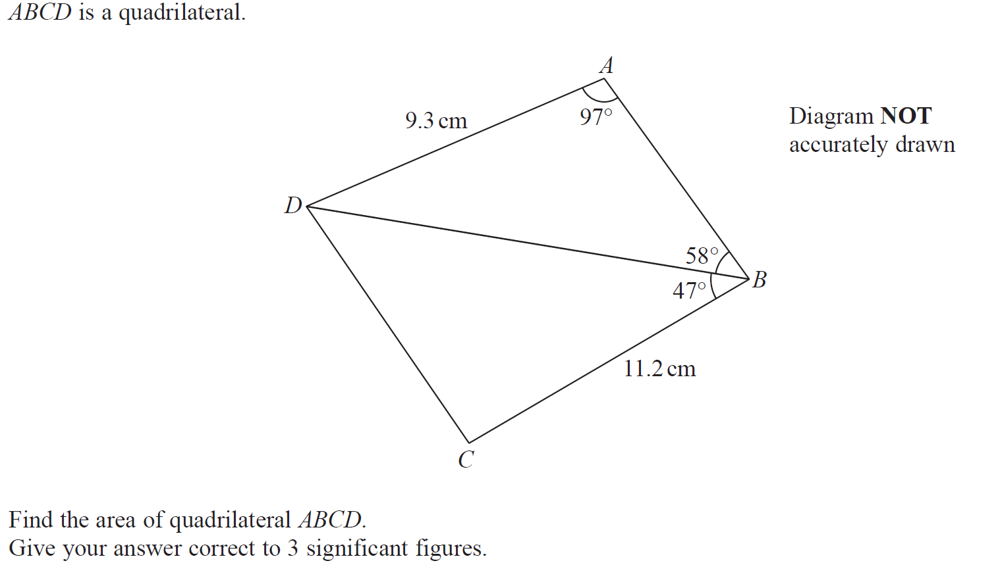 ABCD is a quadrilateral.
A
9.3 cm
97°
Diagram NOT
accurately drawn
D
58°
B
47°
11.2 cm
C
Find the area of quadrilateral ABCD.
Give your answer correct to 3 significant figures.